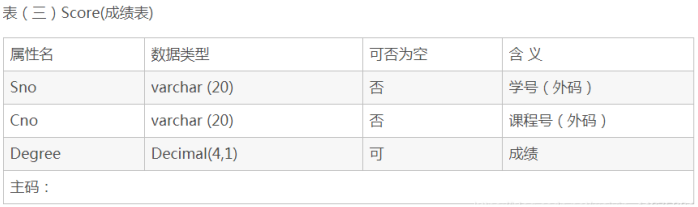 表（三）Score(成绩表)
属性名 数据类型 可否为空 含 义
Sno varchar (20) 否 学号（外码）
Cno varchar (20) 否 课程号（外码）
Degree Decimal(4,1) 可 成绩
主码：